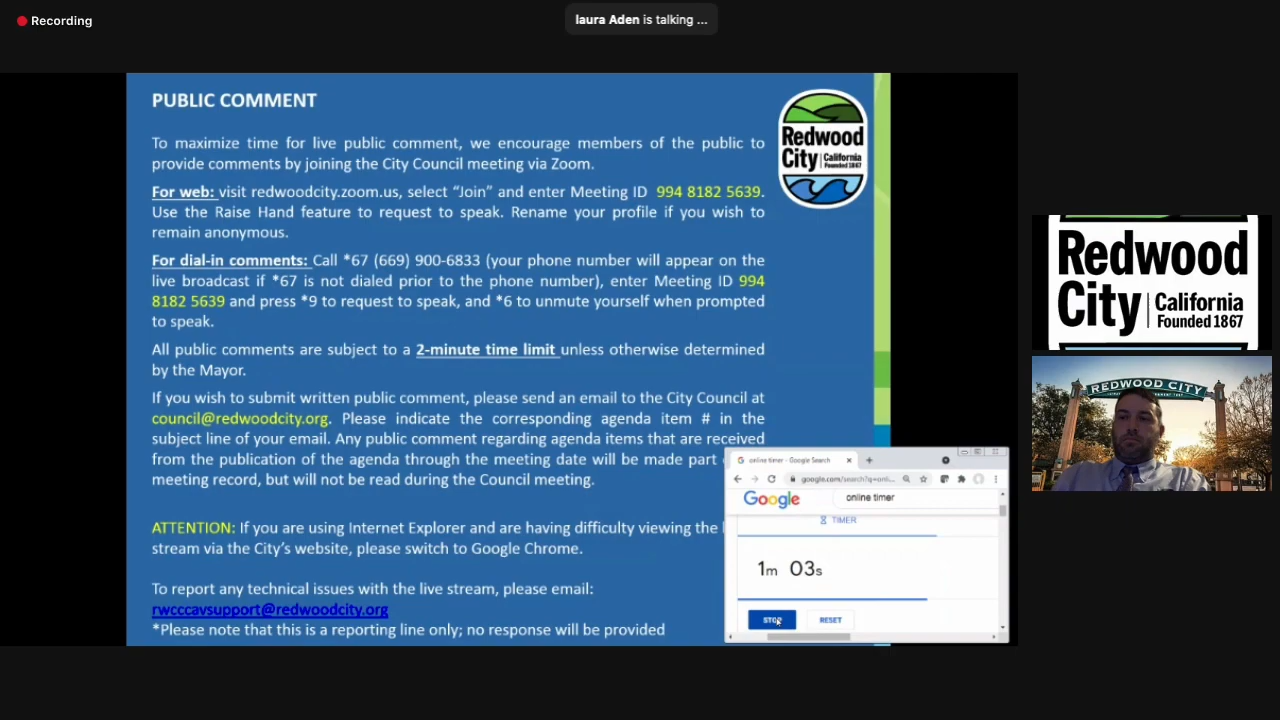 Recording
laura Aden is talking ...
PUBLIC COMMENT
To maximize time for live public comment, we encourage members of the public to
provide comments by joining the City Council meeting via Zoom.
For web: visit redwoodcity.zoom.us, select “Join” and enter Meeting ID 994 8182 5639.
Use the Raise Hand feature to request to speak. Rename your profile if you wish to
remain anonymous.
For dial-in comments: Call *67 (669) 900-6833 (your phone number will appear on the
live broadcast if *67 is not dialed prior to the phone number), enter Meeting ID 994
8182 5639 and press *9 to request to speak, and *6 to unmute yourself when prompted
to speak.
All public comments are subject to a 2-minute time limit unless otherwise determined
by the Mayor.
If you wish to submit written public comment, please send an email to the City Council at
council@redwoodcity.org. Please indicate the corresponding agenda item # in the
subject line of your email. Any public comment regarding agenda items that are received
from the publication of the agenda through the meeting date will be made part
meeting record, but will not be read during the Council meeting.
ATTENTION: If you are using Internet Explorer and are having difficulty viewing the
stream via the City’s website, please switch to Google Chrome.
To report any technical issues with the live stream, please email:
rwcccavsupport@redwoodcity.org
*Please note that this is a reporting line only; no response will be provided
Redwood
City California
Founded 1867
online timer - Google Search
google.com/search?q=onl...
Google online timer
TIMER
1m 03s
STOP RESET
Redwood
City California
Founded 1867
REDWOOD CITY